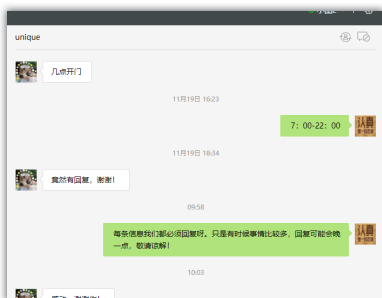 unique
几点开门
11月19日 16:23
7：00-22：00
认真
11月19日 16:34
竟然有回复，谢谢！
09:58
每条信息我们都必须回复呀。只是有时候事情比较多，回复可能会晚
一点，敬请谅解！
认真
10:03